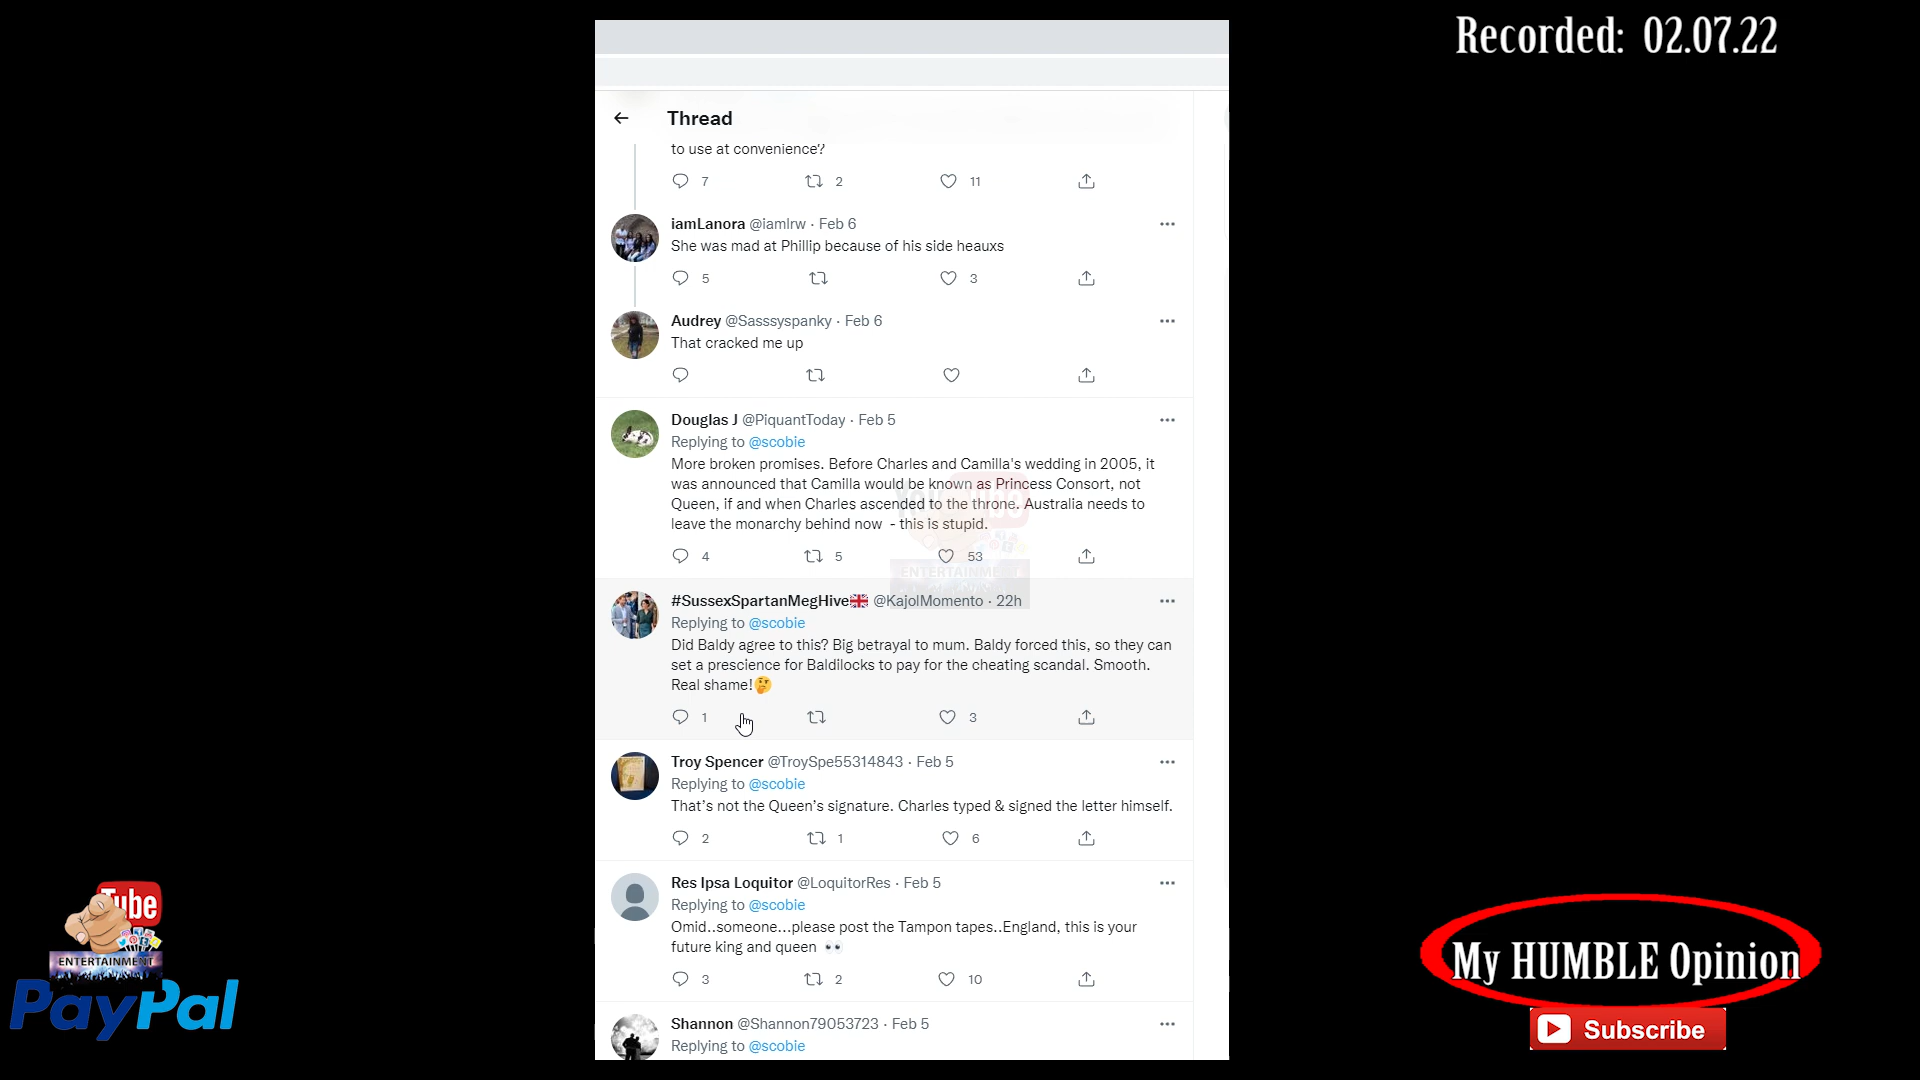 Recorded: 02.07.22
Thread
to use at convenience?
7 2 11
iamLanora @iamlrw · Feb 6
She was mad at Phillip because of his side heauxs
5 3
Audrey @Sasssyspanky · Feb 6
That cracked me up
Douglas J @PiquantToday · Feb 5
Replying to @scobie
More broken promises. Before Charles and Camilla's wedding in 2005, it
was announced that Camilla would be known as Princess Consort, not
Queen, if and when Charles ascended to the throne. Australia needs to
leave the monarchy behind now - this is stupid.
4 5 53
ENTERTAINMENT
#SussexSpartanMegHive🇬🇧 @KajolMomento · 22h
Replying to @scobie
Did Baldy agree to this? Big betrayal to mum. Baldy forced this, so they can
set a prescience for Baldilocks to pay for the cheating scandal. Smooth.
Real shame!🤔
1 3
Troy Spencer @TroySpe55314843 · Feb 5
Replying to @scobie
That's not the Queen's signature. Charles typed & signed the letter himself.
2 1 6
Res Ipsa Loquitor @LoquitorRes · Feb 5
Replying to @scobie
Omid..someone...please post the Tampon tapes..England, this is your
future king and queen 👀
3 2 10
Shannon @Shannon79053723 · Feb 5
Replying to @scobie
Tube
ENTERTAINMENT
PayPal
My HUMBLE Opinion
Subscribe